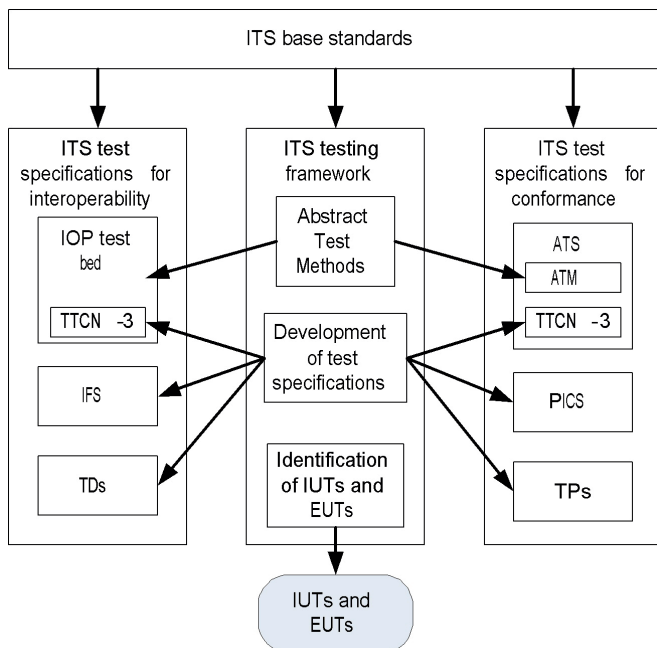 ITS base standards
ITS test
specifications for
interoperability
IOP test
bed
TTCN -3
IFS
TDs
ITS testing
framework
Abstract
Test
Methods
Development
of test
specifications
Identification
of IUTs and
EUTs
IUTs and
EUTs
ITS test
specifications for
conformance
ATS
ATM
TTCN -3
PICS
TPs